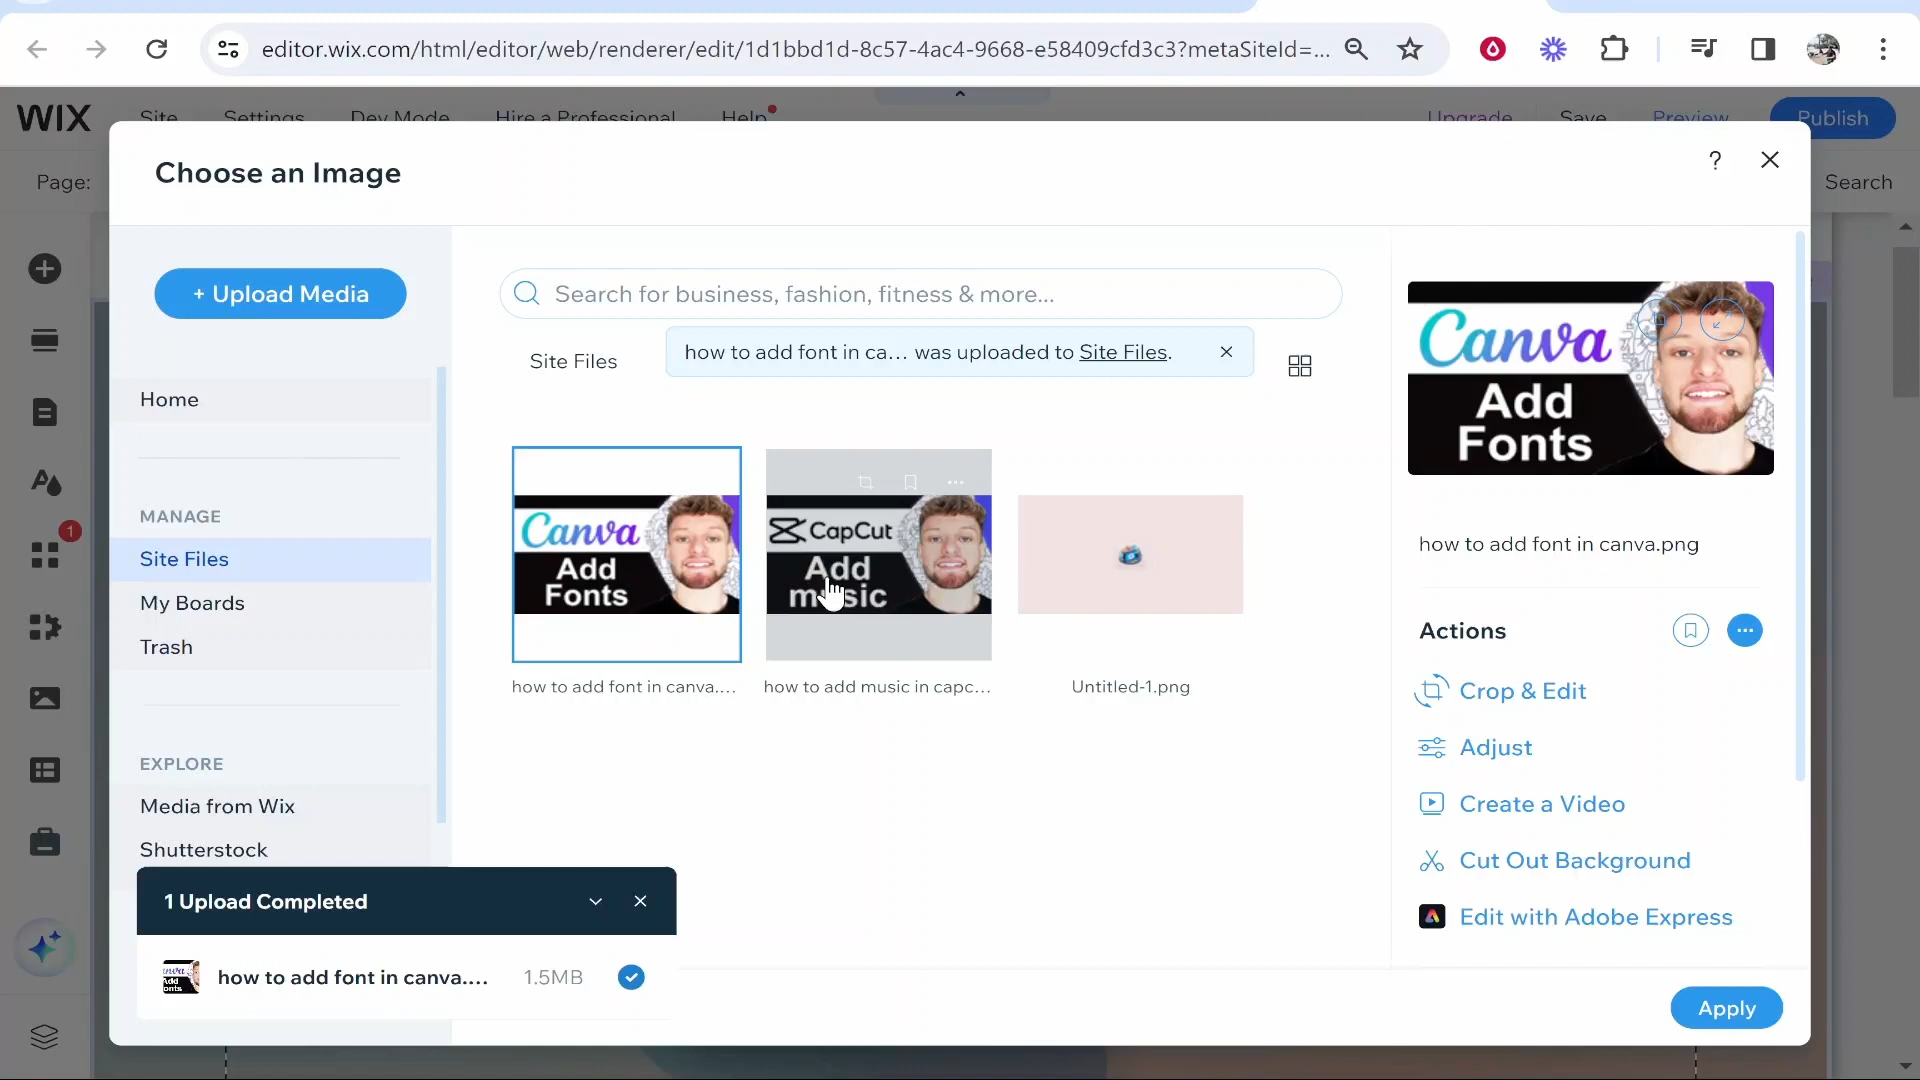 editor.wix.com/html/editor/web/renderer/edit/1d1bbd1d-8c57-4ac4-9668-e58409cfd3c3?metaSiteId=...
WIX Site Settings Dev Mode Hire a Professional Help Upgrade Save Preview Publish
Page: Search
Choose an Image ?
+ Upload Media
Search for business, fashion, fitness & more...
Site Files
how to add font in ca... was uploaded to Site Files.
Home
MANAGE
Site Files
My Boards
Trash
EXPLORE
Media from Wix
Shutterstock
1
Canva
Add
Fonts
CapCut
Add
music
how to add font in canva....
how to add music in capc...
Untitled-1.png
Canva
Add
Fonts
how to add font in canva.png
Actions
Crop & Edit
Adjust
Create a Video
Cut Out Background
Edit with Adobe Express
1 Upload Completed
how to add font in canva.... 1.5MB
Apply